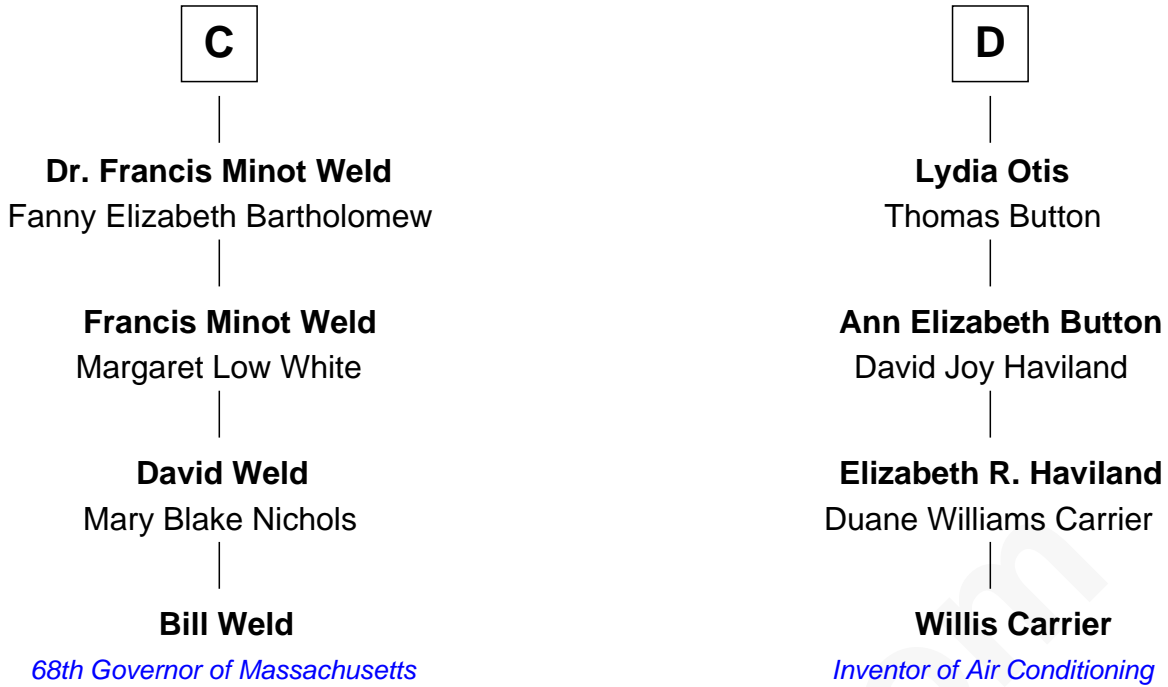 C
Dr. Francis Minot Weld
Fanny Elizabeth Bartholomew
Francis Minot Weld
Margaret Low White
David Weld
Mary Blake Nichols
Bill Weld
68th Governor of Massachusetts
D
Lydia Otis
Thomas Button
Ann Elizabeth Button
David Joy Haviland
Elizabeth R. Haviland
Duane Williams Carrier
Willis Carrier
Inventor of Air Conditioning